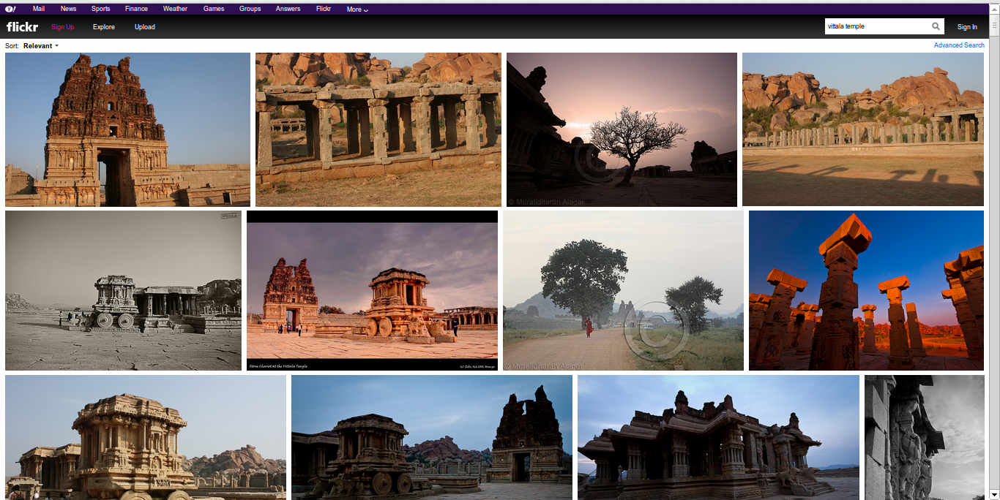 Y! Mail News Sports Finance Weather Games Groups Answers Flickr More
flickr Sign Up Explore Upload vittala temple Sign In
Sort: Relevant Advanced Search
© Muralidharan Alagar
Stone Chariot at the Vittala Temple
© Muralidharan Alagar